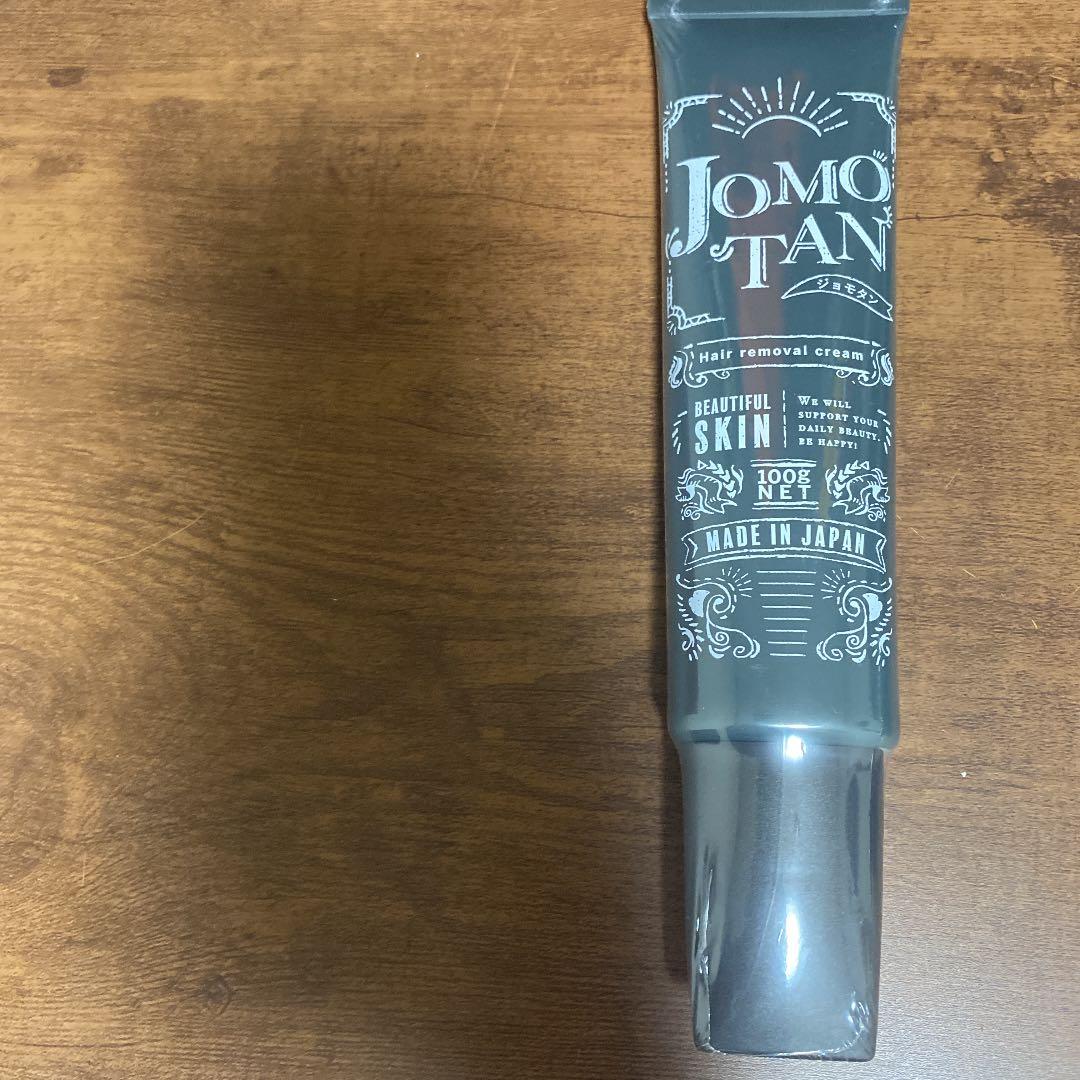 JOMO
TAN
ジョモタン
Hair removal cream
BEAUTIFUL
SKIN
WE WILL
SUPPORT YOUR
DAILY BEAUTY.
BE HAPPY!
100g
NET
MADE IN JAPAN